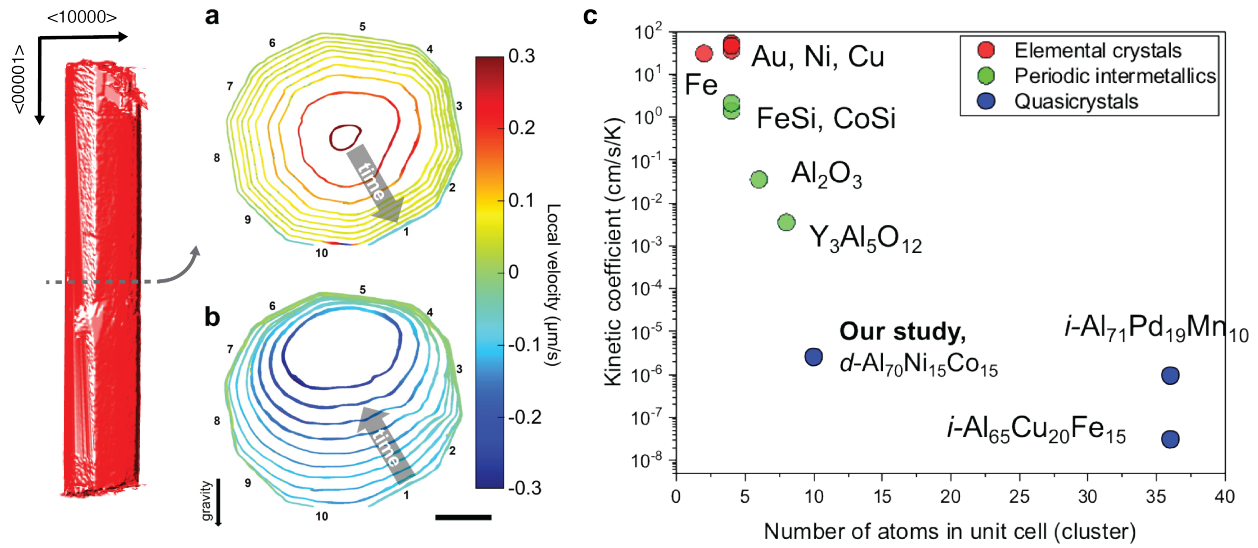 <10000>
<00001>
a
5
6
4
7
3
8
time
2
9
1
10
b
5
6
4
7
3
8
time
2
9
1
10
gravity
0.3
0.2
0.1
0
-0.1
-0.2
-0.3
Local velocity (μm/s)
c
Kinetic coefficient (cm/s/K)
10²
10¹
10⁰
10⁻¹
10⁻²
10⁻³
10⁻⁴
10⁻⁵
10⁻⁶
10⁻⁷
10⁻⁸
Elemental crystals
Periodic intermetallics
Quasicrystals
Au, Ni, Cu
Fe
FeSi, CoSi
Al₂O₃
Y₃Al₅O₁₂
Our study,
d-Al₇₀Ni₁₅Co₁₅
i-Al₇₁Pd₁₉Mn₁₀
i-Al₆₅Cu₂₀Fe₁₅
0 5 10 15 20 25 30 35 40
Number of atoms in unit cell (cluster)